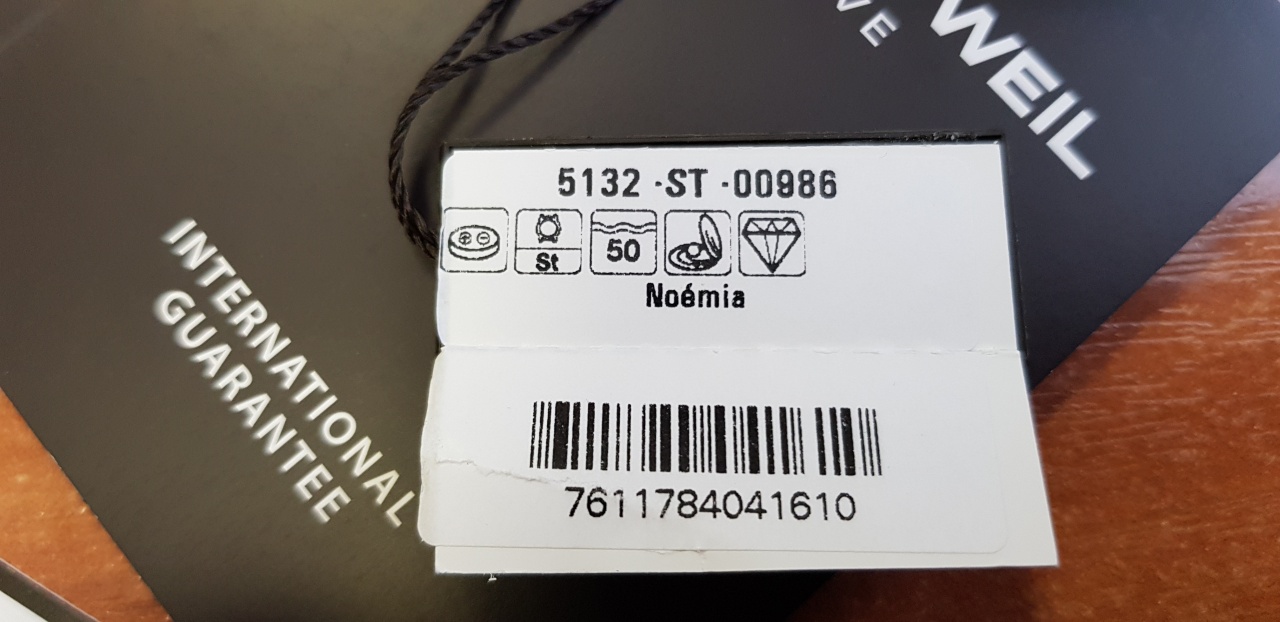 WEIL
5132 -ST -00986
St
50
Noémia
7611784041610
INTERNATIONAL
GUARANTEE